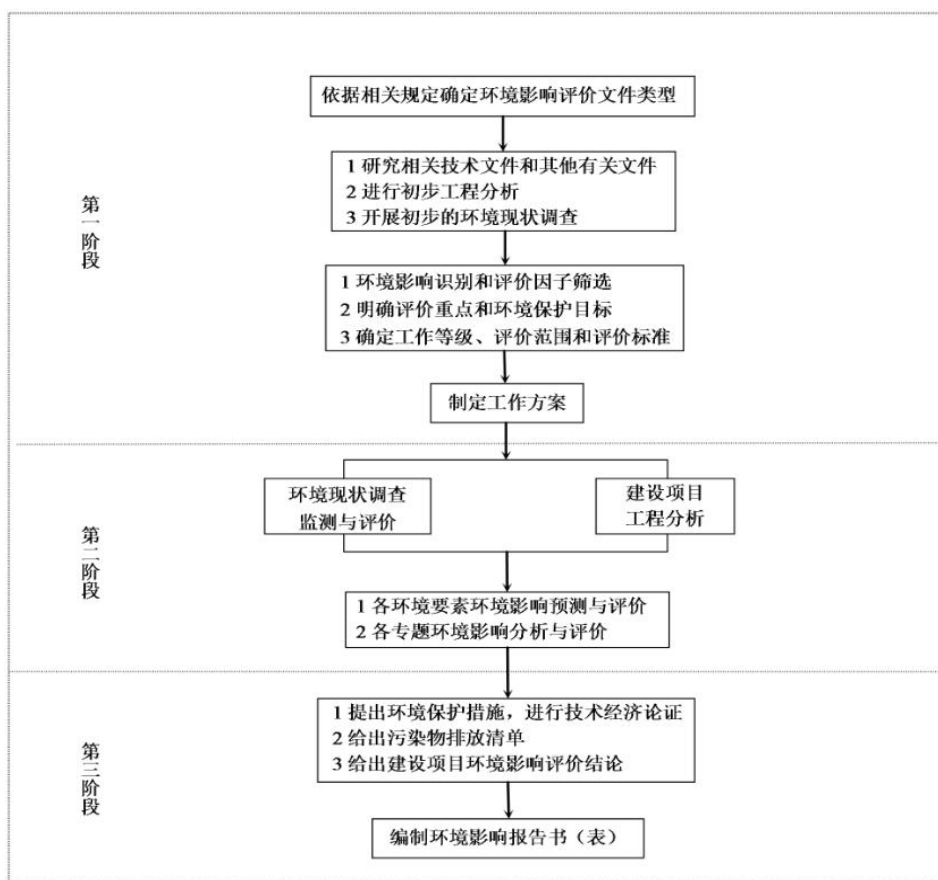 依据相关规定确定环境影响评价文件类型
1 研究相关技术文件和其他有关文件
2 进行初步工程分析
3 开展初步的环境现状调查
第一阶段
1 环境影响识别和评价因子筛选
2 明确评价重点和环境保护目标
3 确定工作等级、评价范围和评价标准
制定工作方案
环境现状调查
监测与评价
建设项目
工程分析
第二阶段
1 各环境要素环境影响预测与评价
2 各专题环境影响分析与评价
1 提出环境保护措施，进行技术经济论证
2 给出污染物排放清单
3 给出建设项目环境影响评价结论
第三阶段
编制环境影响报告书（表）